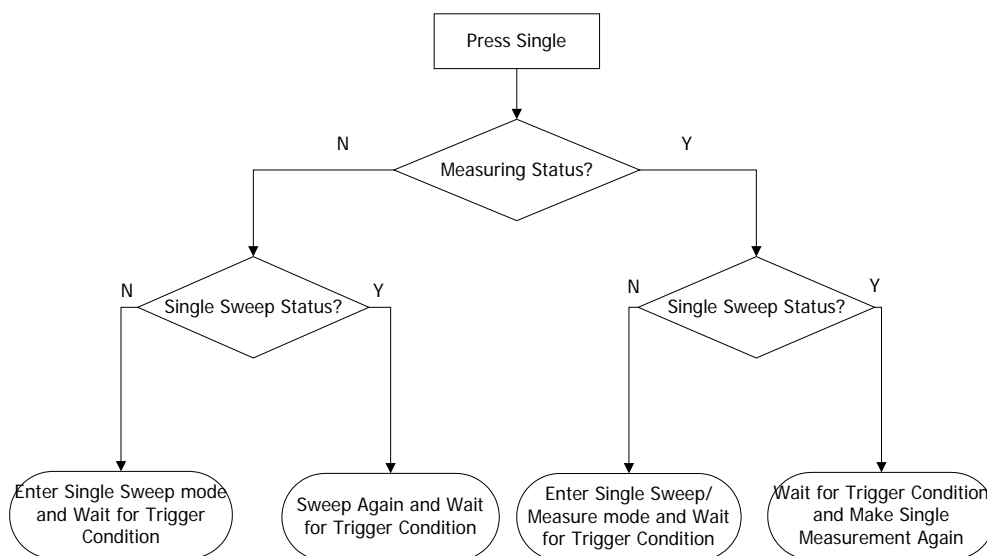 Press Single
N
Y
Measuring Status?
N
Single Sweep Status?
Y
N
Single Sweep Status?
Y
Enter Single Sweep mode
and Wait for Trigger
Condition
Sweep Again and Wait
for Trigger Condition
Enter Single Sweep/
Measure mode and Wait
for Trigger Condition
Wait for Trigger Condition
and Make Single
Measurement Again